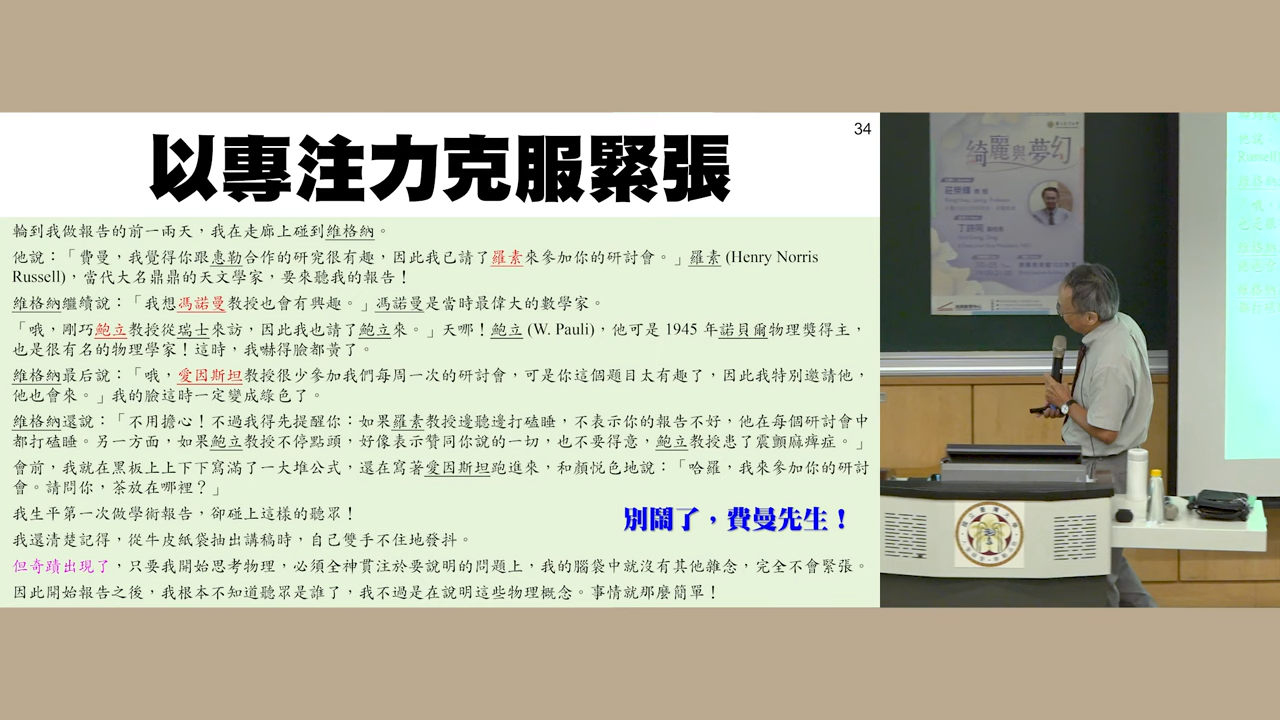 34
以專注力克服緊張
輪到我做報告的前一兩天，我在走廊上碰到維格納。
他說：「費曼，我覺得你跟惠勒合作的研究很有趣，因此我已請了羅素來參加你的研討會。」羅素 (Henry Norris
Russell)，當代大名鼎鼎的天文學家，要來聽我的報告！
維格納繼續說：「我想馮諾曼教授也會有興趣。」馮諾曼是當時最偉大的數學家。
「哦，剛巧鮑立教授從瑞士來訪，因此我也請了鮑立來。」天哪！鮑立 (W. Pauli)，他可是 1945 年諾貝爾物理獎得主，
也是很有名的物理學家！這時，我嚇得臉都黃了。
維格納最后說：「哦，愛因斯坦教授很少參加我們每周一次的研討會，可是你這個題目太有趣了，因此我特別邀請他，
他也會來。」我的臉這時一定變成綠色了。
維格納還說：「不用擔心！不過我得先提醒你：如果羅素教授邊聽邊打磕睡，不表示你的報告不好，他在每個研討會中
都打磕睡。另一方面，如果鮑立教授不停點頭，好像表示贊同你說的一切，也不要得意，鮑立教授患了震顫麻痺症。」
會前，我就在黑板上上下下寫滿了一大堆公式，還在寫著愛因斯坦跑進來，和顏悅色地說：「哈羅，我來參加你的研討
會。請問你，茶放在哪裡？」
我生平第一次做學術報告，卻碰上這樣的聽眾！
別鬧了，費曼先生！
我還清楚記得，從牛皮紙袋抽出講稿時，自己雙手不住地發抖。
但奇蹟出現了，只要我開始思考物理，必須全神貫注於要說明的問題上，我的腦袋中就沒有其他雜念，完全不會緊張。
因此開始報告之後，我根本不知道聽眾是誰了，我不過是在說明這些物理概念。事情就那麼簡單！
綺麗與夢幻
莊榮輝
丁詩同
Russell